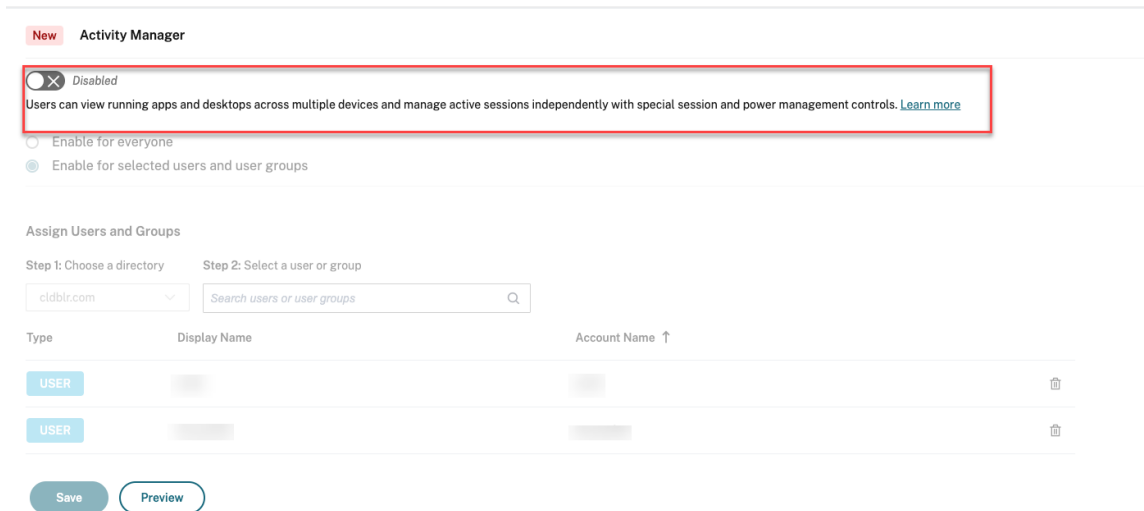 New Activity Manager
Disabled
Users can view running apps and desktops across multiple devices and manage active sessions independently with special session and power management controls. Learn more
Enable for everyone
Enable for selected users and user groups
Assign Users and Groups
Step 1: Choose a directory Step 2: Select a user or group
cldblr.com Search users or user groups
Type Display Name Account Name ↑
USER
USER
Save Preview